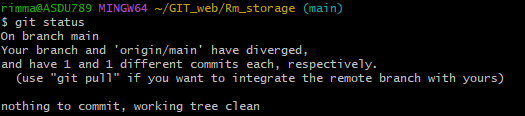 rimma@ASDU789 MINGW64 ~/GIT_web/Rm_storage (main)
$ git status
On branch main
Your branch and 'origin/main' have diverged,
and have 1 and 1 different commits each, respectively.
  (use "git pull" if you want to integrate the remote branch with yours)

nothing to commit, working tree clean